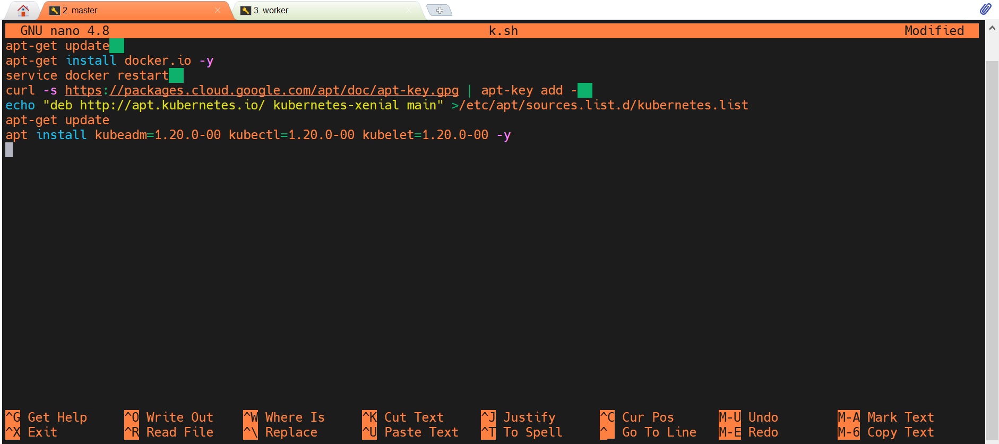 2. master
3. worker
GNU nano 4.8 k.sh Modified
apt-get update
apt-get install docker.io -y
service docker restart
curl -s https://packages.cloud.google.com/apt/doc/apt-key.gpg | apt-key add -
echo "deb http://apt.kubernetes.io/ kubernetes-xenial main" >/etc/apt/sources.list.d/kubernetes.list
apt-get update
apt install kubeadm=1.20.0-00 kubectl=1.20.0-00 kubelet=1.20.0-00 -y
^G Get Help ^O Write Out ^W Where Is ^K Cut Text ^J Justify ^C Cur Pos M-U Undo M-A Mark Text
^X Exit ^R Read File ^\ Replace ^U Paste Text ^T To Spell ^_ Go To Line M-E Redo M-6 Copy Text